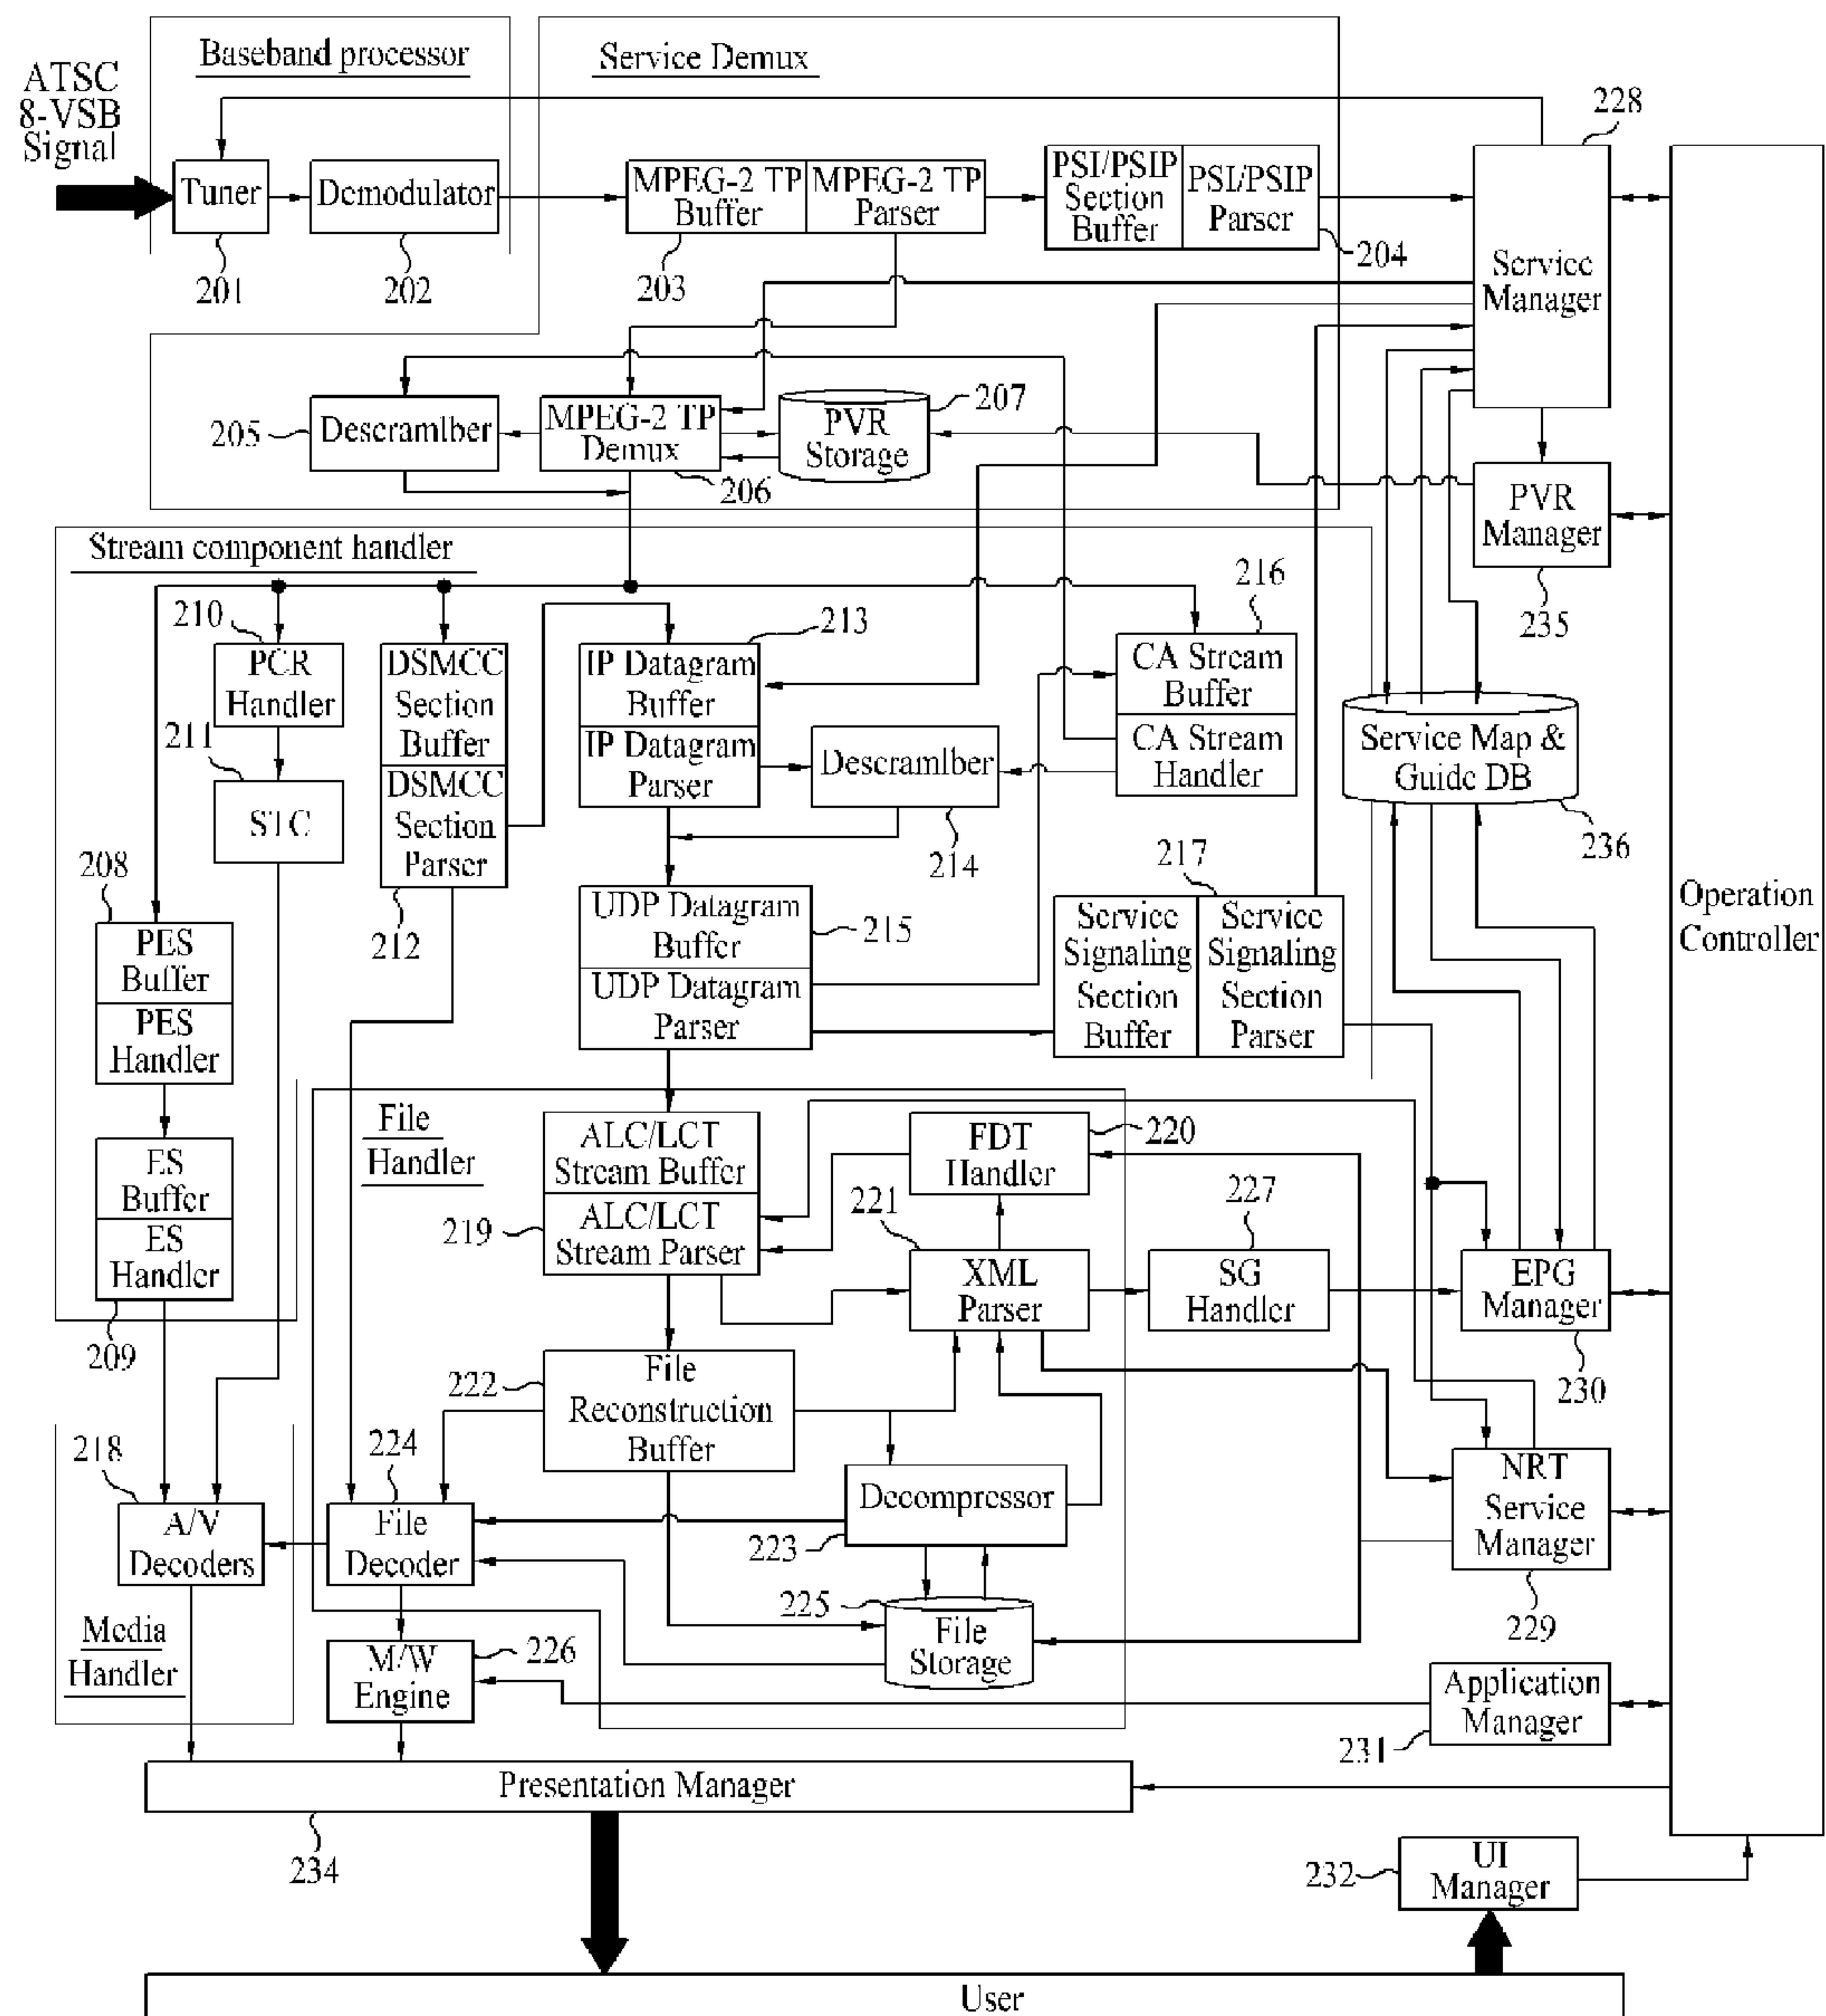 Baseband processor
Service Demux
ATSC
8-VSB
Signal
228
Tuner
Demodulator
MPEG-2 TP
Buffer
MPEG-2 TP
Parser
PSI/PSIP
Section
Buffer
PSI/PSIP
Parser
204
201
202
203
Service
Manager
205
Descramlber
MPEG-2 TP
Demux
206
PVR
Storage
207
PVR
Manager
235
Stream component handler
210
PCR
Handler
211
STC
DSMCC
Section
Buffer
DSMCC
Section
Parser
212
213
IP Datagram
Buffer
IP Datagram
Parser
Descramlber
214
216
CA Stream
Buffer
CA Stream
Handler
Service Map &
Guide DB
236
Operation
Controller
208
PES
Buffer
PES
Handler
UDP Datagram
Buffer
UDP Datagram
Parser
215
217
Service
Signaling
Section
Buffer
Service
Signaling
Section
Parser
ES
Buffer
ES
Handler
209
File
Handler
ALC/LCT
Stream Buffer
ALC/LCT
Stream Parser
219
FDT
Handler
220
221
XML
Parser
227
SG
Handler
EPG
Manager
230
222
File
Reconstruction
Buffer
218
A/V
Decoders
224
File
Decoder
Decompressor
223
NRT
Service
Manager
229
225
File
Storage
Media
Handler
M/W
Engine
226
Application
Manager
231
Presentation Manager
234
232
UI
Manager
User